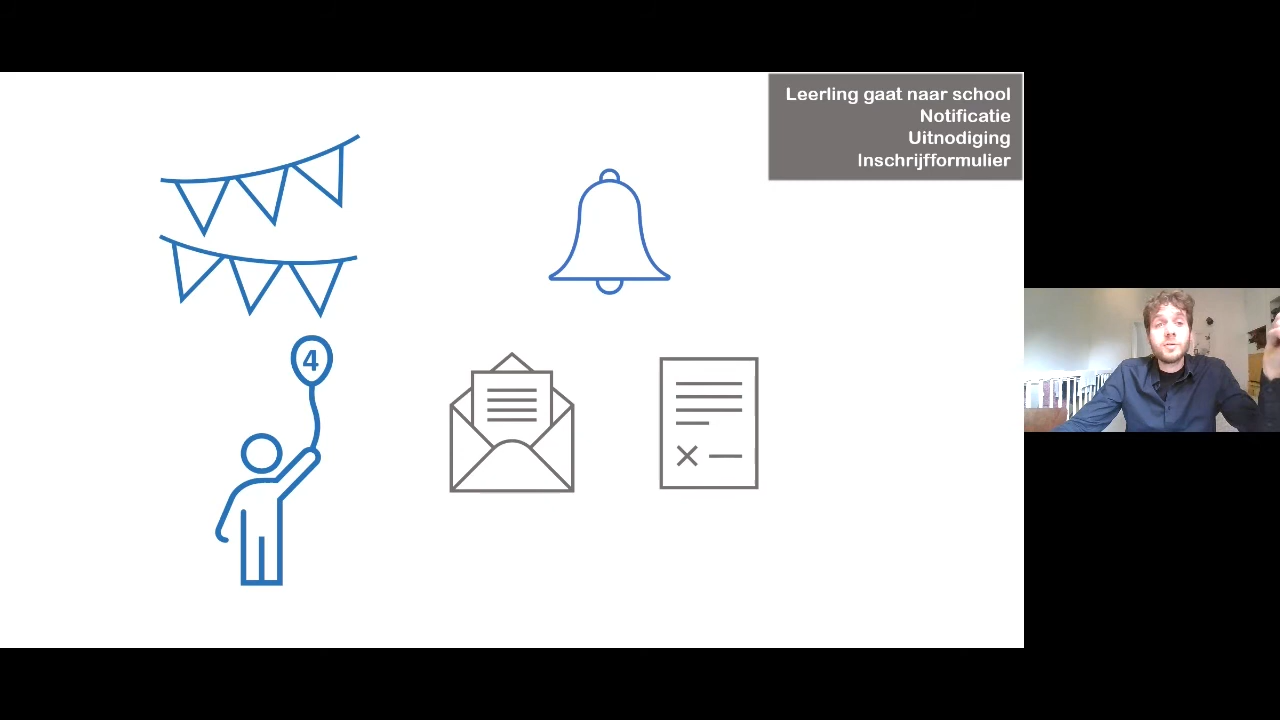 Leerling gaat naar school
Notificatie
Uitnodiging
Inschrijfformulier
4